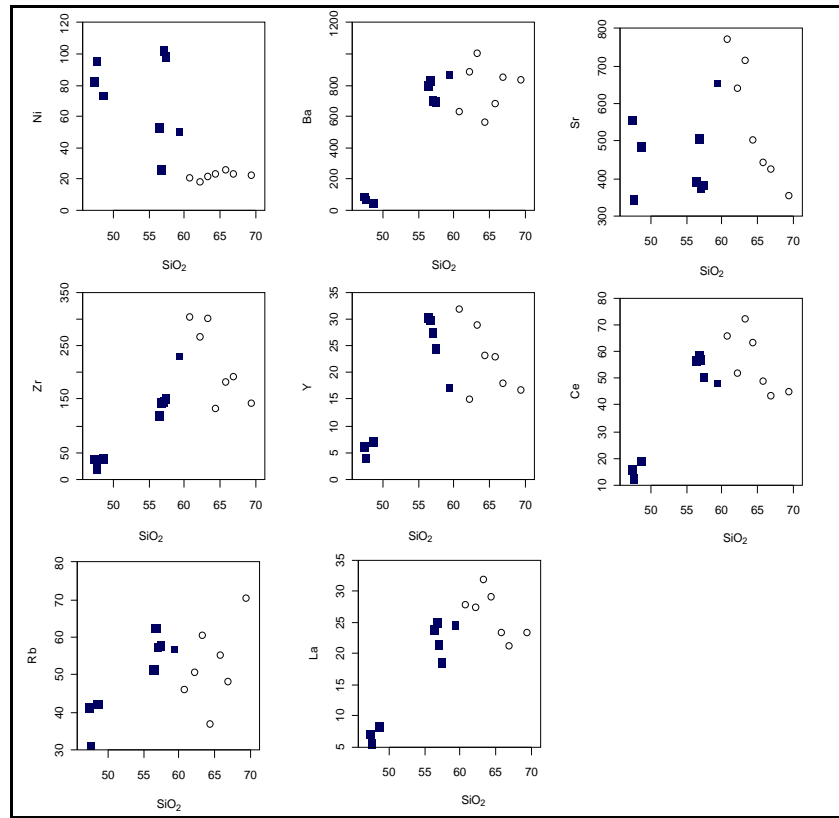 Ni
0 20 40 60 80 100 120
50 55 60 65 70
SiO₂
Ba
0 200 400 600 800 1200
50 55 60 65 70
SiO₂
Sr
300 400 500 600 700 800
50 55 60 65 70
SiO₂
Zr
0 50 150 250 350
50 55 60 65 70
SiO₂
Y
0 5 10 15 20 25 30 35
50 55 60 65 70
SiO₂
Ce
10 20 30 40 50 60 70 80
50 55 60 65 70
SiO₂
Rb
30 40 50 60 70 80
50 55 60 65 70
SiO₂
La
5 10 15 20 25 30 35
50 55 60 65 70
SiO₂